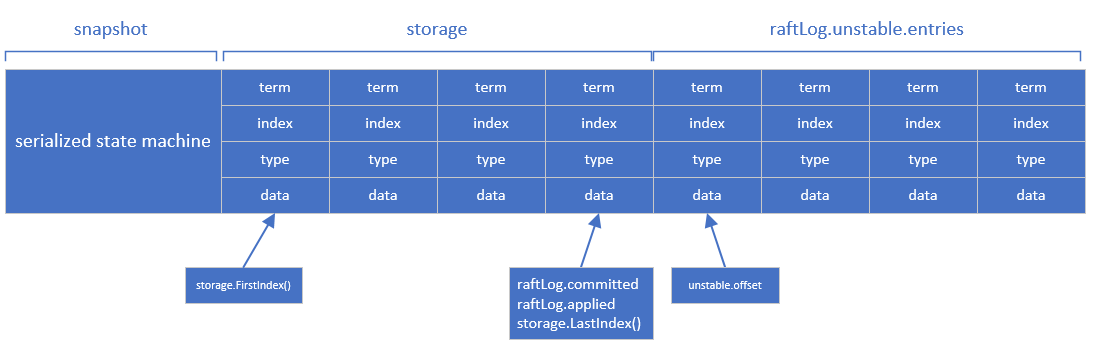 snapshot storage raftLog.unstable.entries
serialized state machine
term term term term term term term term
index index index index index index index index
type type type type type type type type
data data data data data data data data
storage.FirstIndex()
raftLog.committed
raftLog.applied
storage.LastIndex()
unstable.offset